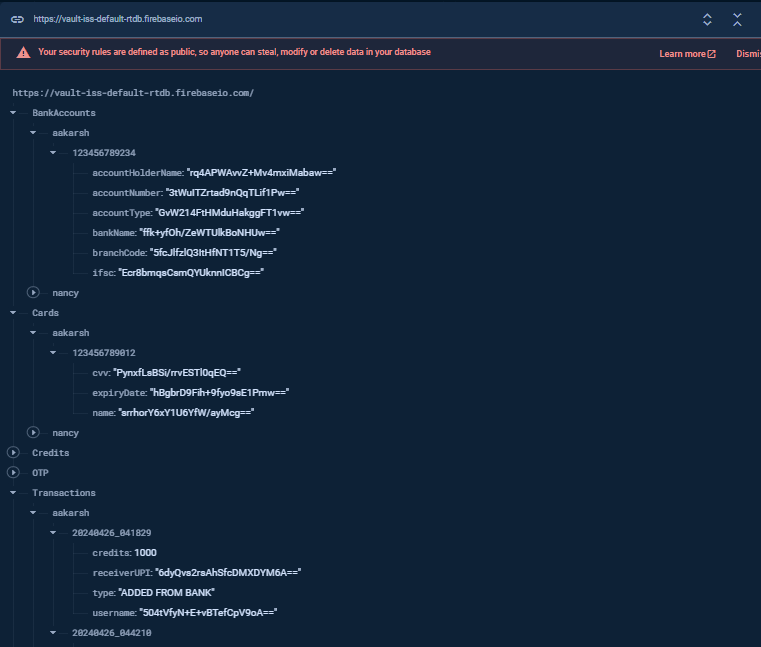 https://vault-iss-default-rtdb.firebaseio.com
Your security rules are defined as public, so anyone can steal, modify or delete data in your database
Learn more
Dismis
https://vault-iss-default-rtdb.firebaseio.com/
BankAccounts
aakarsh
123456789234
accountHolderName: "rq4APWAvvZ+Mv4mxiMabaw=="
accountNumber: "3tWuITZrtad9nQqTLif1Pw=="
accountType: "GvW214FtHMduHakggFT1vw=="
bankName: "ffk+yfOh/ZeWTUlkBoNHUw=="
branchCode: "5fcJlfzlQ3ItHfNT1T5/Ng=="
ifsc: "Ecr8bmqsCsmQYUknnICBCg=="
nancy
Cards
aakarsh
123456789012
cvv: "PynxfLsBSi/rrvESTl0qEQ=="
expiryDate: "hBgbrD9Fih+9fyo9sE1Pmw=="
name: "srrhorY6xY1U6YfW/ayMcg=="
nancy
Credits
OTP
Transactions
aakarsh
20240426_041829
credits: 1000
receiverUPI: "6dyQvs2rsAhSfcDMXDYM6A=="
type: "ADDED FROM BANK"
username: "504tVfyN+E+vBTefCpV9oA=="
20240426_044210